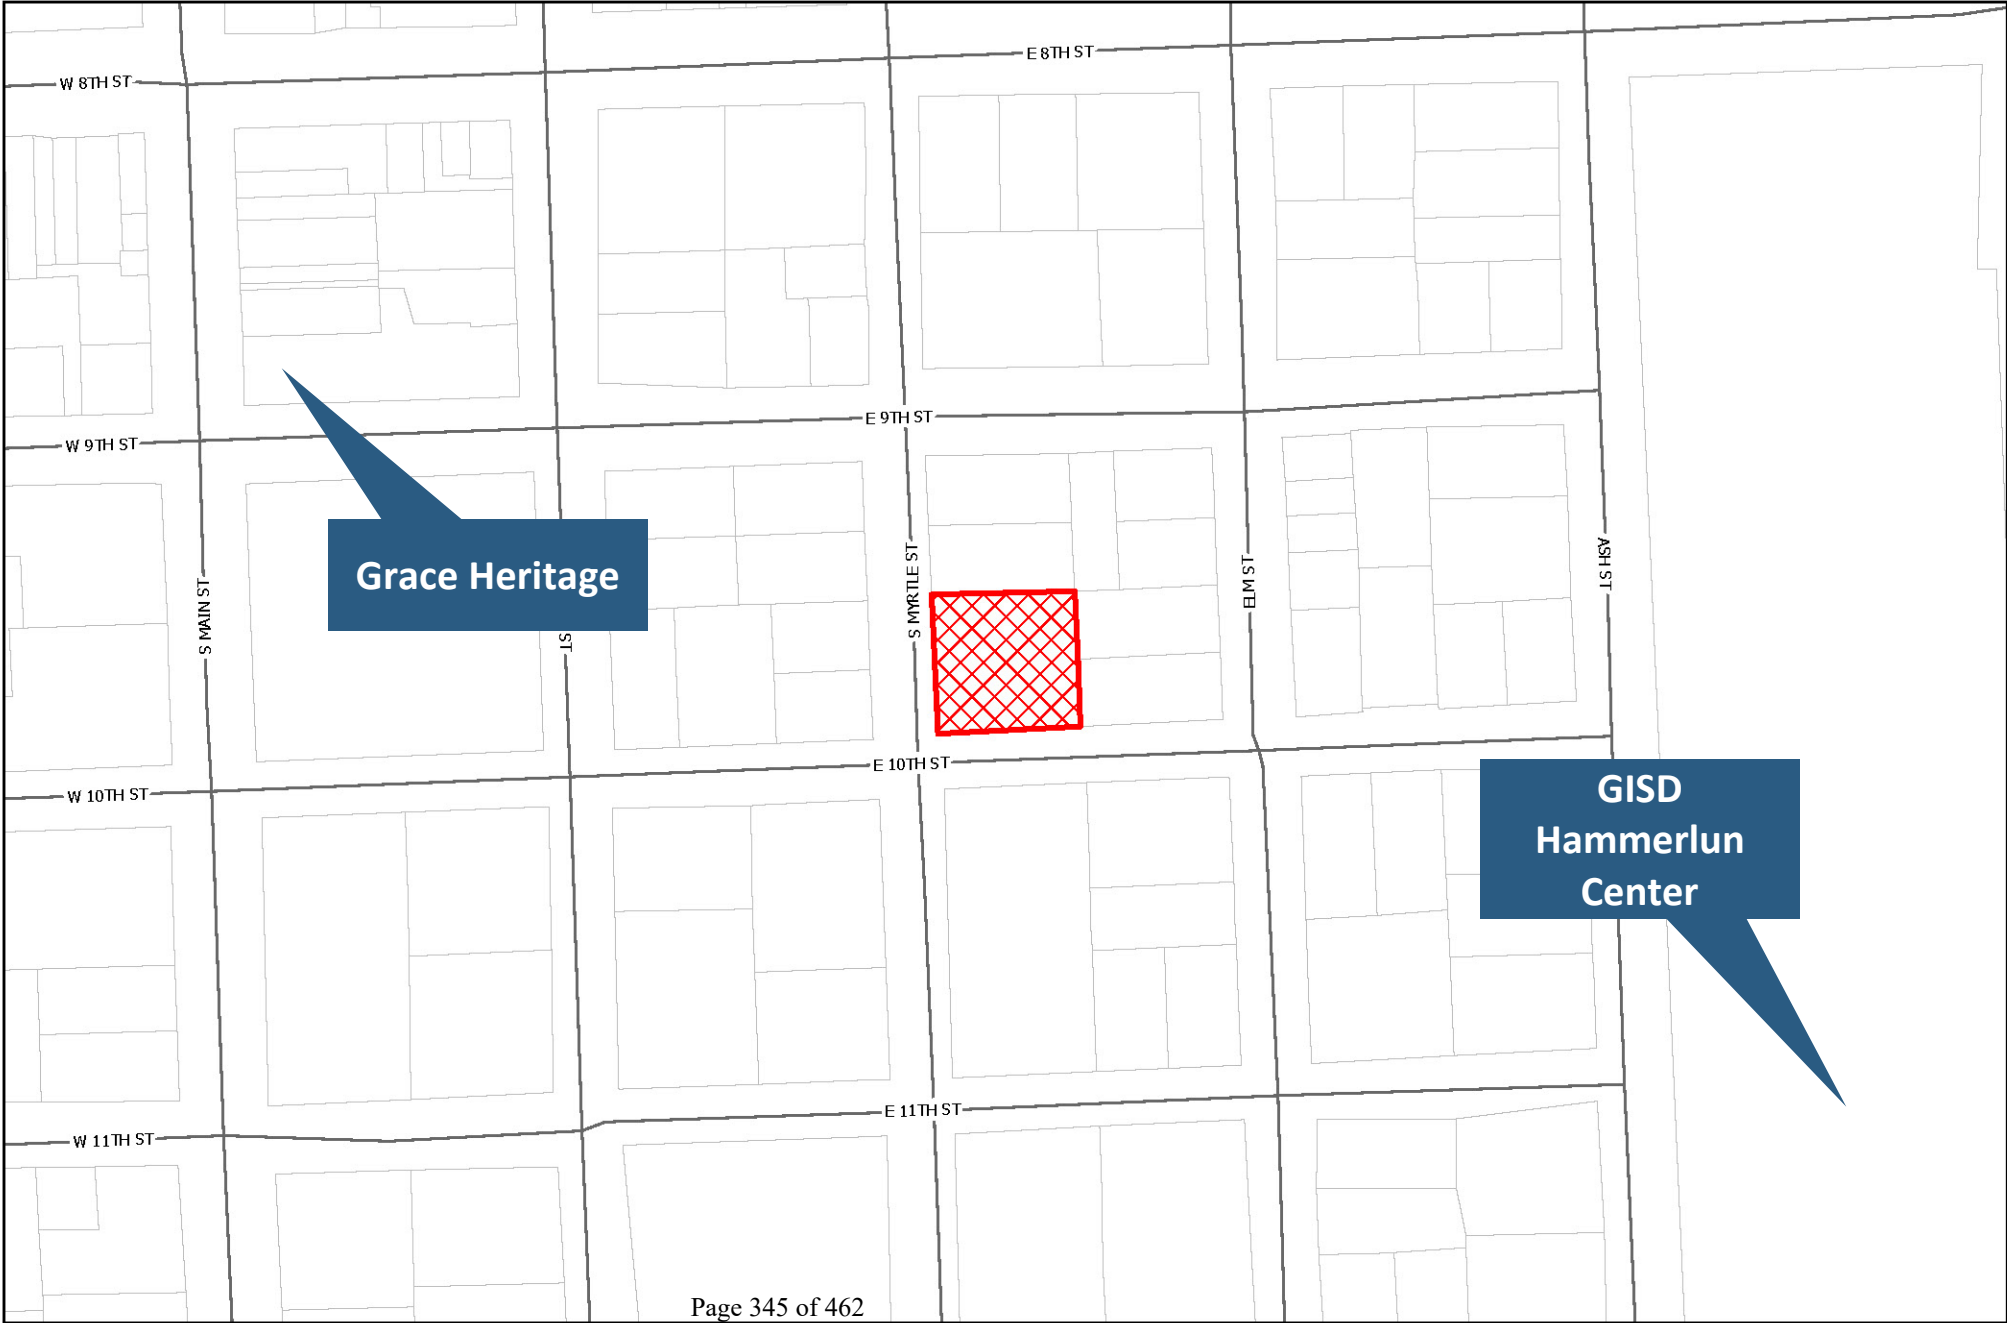 E 8TH ST
W 8TH ST
E 9TH ST
W 9TH ST
Grace Heritage
S MAIN ST
ST
S MYRTLE ST
ELM ST
ASH ST
E 10TH ST
W 10TH ST
GISD
Hammerlun
Center
E 11TH ST
W 11TH ST
Page 345 of 462